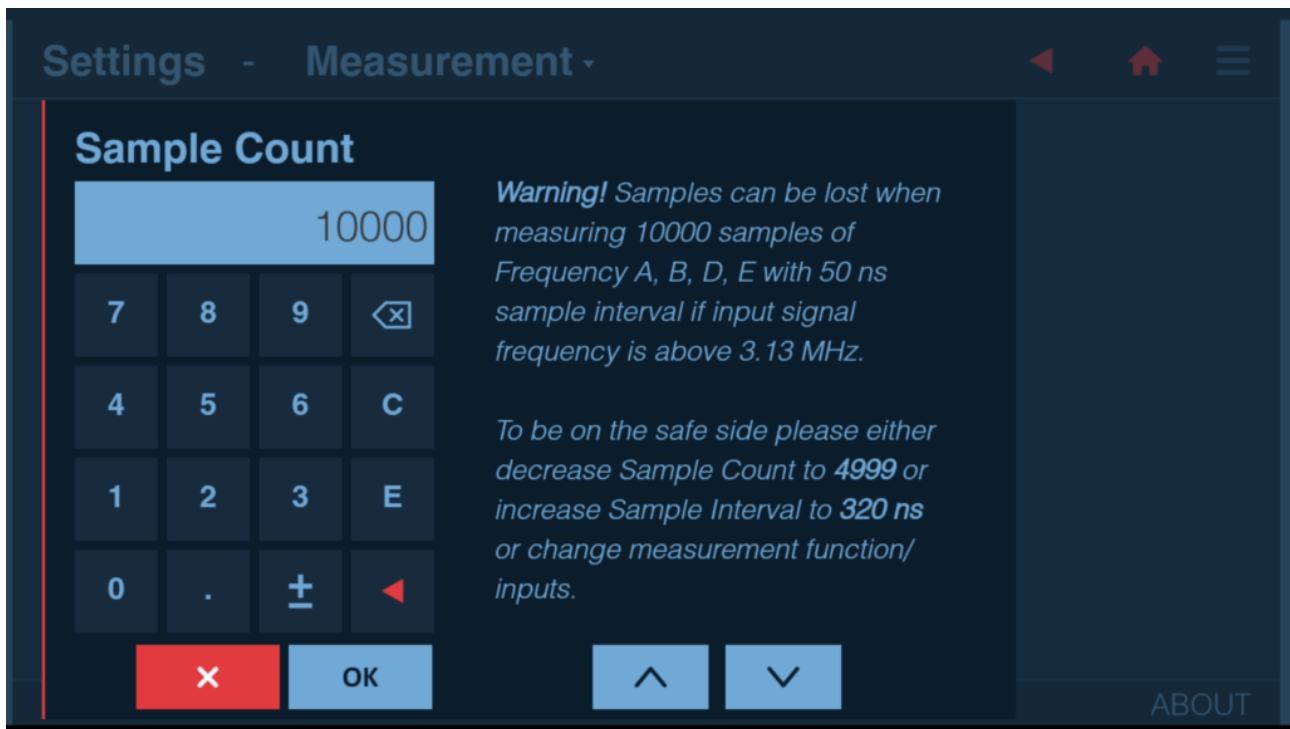 Settings - Measurement
Sample Count
10000
7 8 9
4 5 6 C
1 2 3 E
0 . ±
OK
Warning! Samples can be lost when
measuring 10000 samples of
Frequency A, B, D, E with 50 ns
sample interval if input signal
frequency is above 3.13 MHz.
To be on the safe side please either
decrease Sample Count to 4999 or
increase Sample Interval to 320 ns
or change measurement function/
inputs.
ABOUT